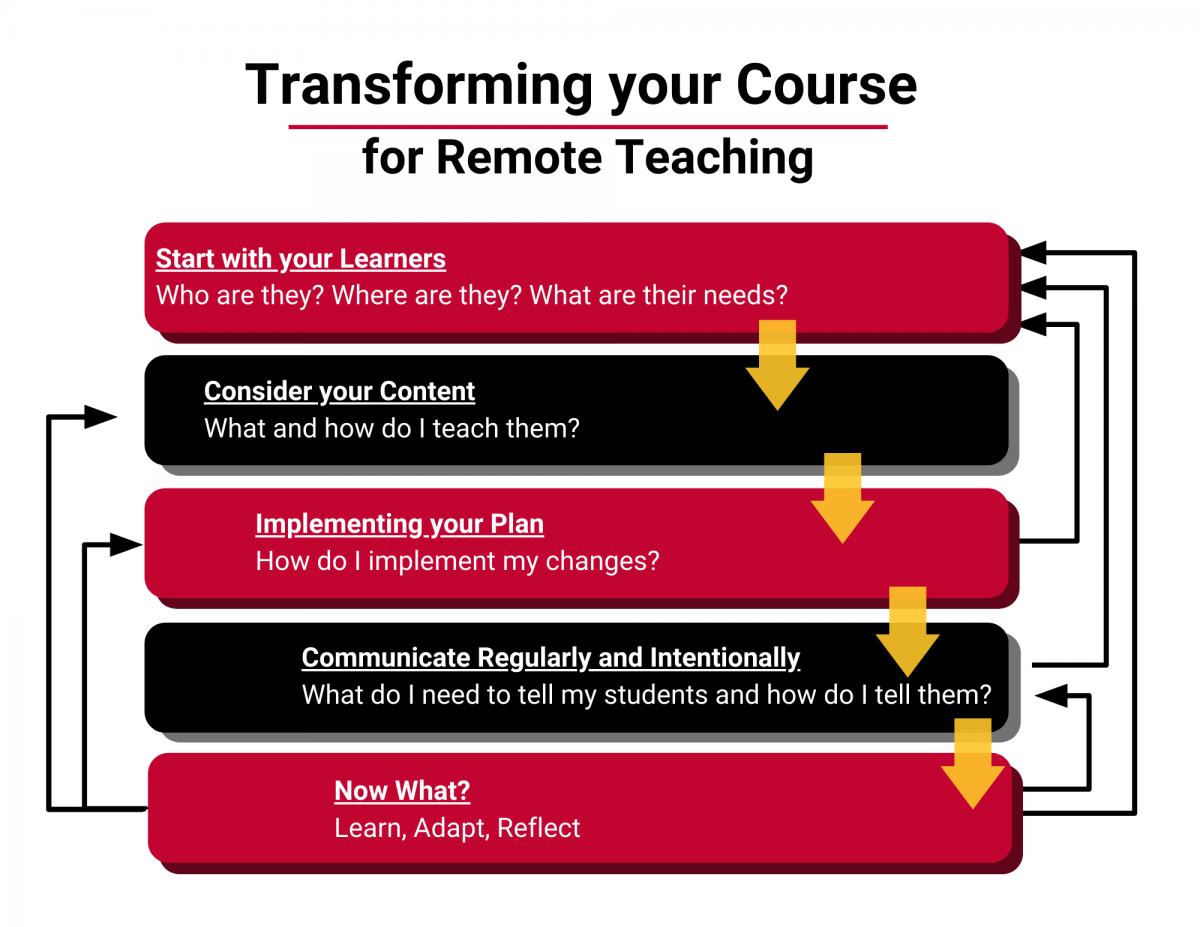 Transforming your Course
for Remote Teaching
Start with your Learners
Who are they? Where are they? What are their needs?
Consider your Content
What and how do I teach them?
Implementing your Plan
How do I implement my changes?
Communicate Regularly and Intentionally
What do I need to tell my students and how do I tell them?
Now What?
Learn, Adapt, Reflect